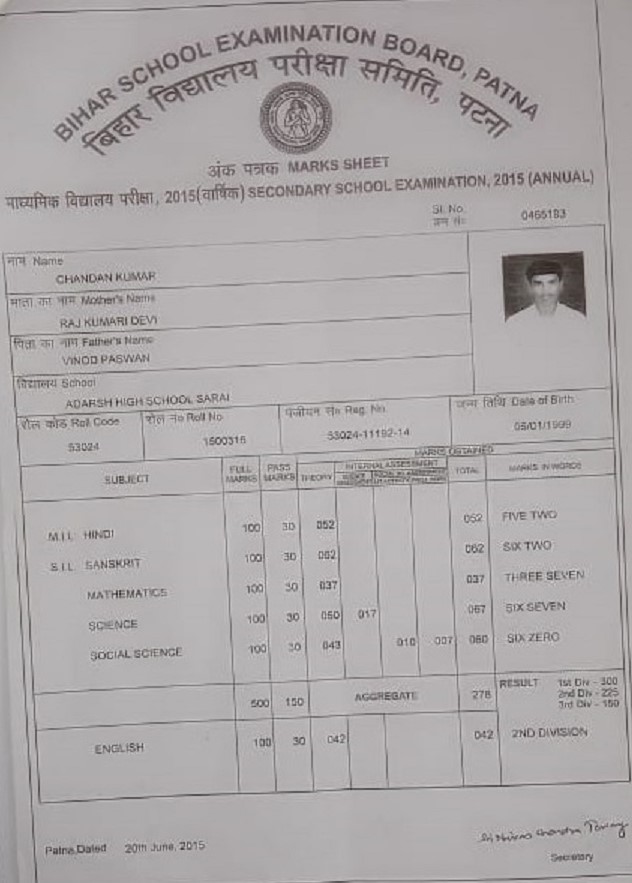 BIHAR SCHOOL EXAMINATION BOARD, PATNA
बिहार विद्यालय परीक्षा समिति, पटना
अंक पत्रक MARKS SHEET
माध्यमिक विद्यालय परीक्षा, 2015(वार्षिक) SECONDARY SCHOOL EXAMINATION, 2015 (ANNUAL)
Sl. No. 0465193
क्रम सं०
नाम Name
CHANDAN KUMAR
माता का नाम Mother's Name
RAJ KUMARI DEVI
पिता का नाम Father's Name
VINOD PASWAN
विद्यालय School
ADARSH HIGH SCHOOL SARAI
रौल कोड Roll Code रौल नं० Roll No पंजीयन सं० Reg. No. जन्म तिथि Date of Birth
53024 1500316 53024-11192-14 05/01/1999
MARKS OBTAINED
SUBJECT FULL MARKS PASS MARKS THEORY INTERNAL ASSESSMENT TOTAL MARKS IN WORDS
M.I.L. HINDI 100 30 052 052 FIVE TWO
S.I.L. SANSKRIT 100 30 062 062 SIX TWO
MATHEMATICS 100 30 037 037 THREE SEVEN
SCIENCE 100 30 050 017 067 SIX SEVEN
SOCIAL SCIENCE 100 30 043 010 007 060 SIX ZERO
500 150 AGGREGATE 278 RESULT 1st Div - 300
2nd Div - 225
3rd Div - 150
ENGLISH 100 30 042 042 2ND DIVISION
Patna,Dated 20th June, 2015
Secretary